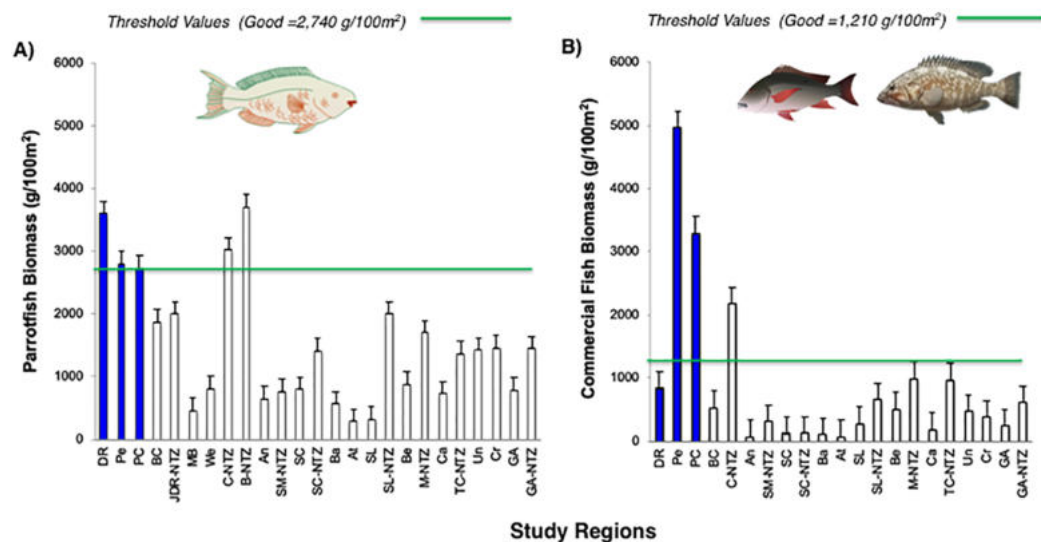 Threshold Values (Good =2,740 g/100m²)
Threshold Values (Good =1,210 g/100m²)
A)
B)
Parrotfish Biomass (g/100m²)
6000
5000
4000
3000
2000
1000
0
DR Pe PC BC JDR-NTZ MB We C-NTZ B-NTZ An SM-NTZ SC SC-NTZ Ba At SL SL-NTZ Be M-NTZ Ca TC-NTZ Un Cr GA GA-NTZ
Commercial Fish Biomass (g/100m²)
6000
5000
4000
3000
2000
1000
0
DR Pe PC BC C-NTZ An SM-NTZ SC SC-NTZ Ba At SL SL-NTZ Be M-NTZ Ca TC-NTZ Un Cr GA GA-NTZ
Study Regions